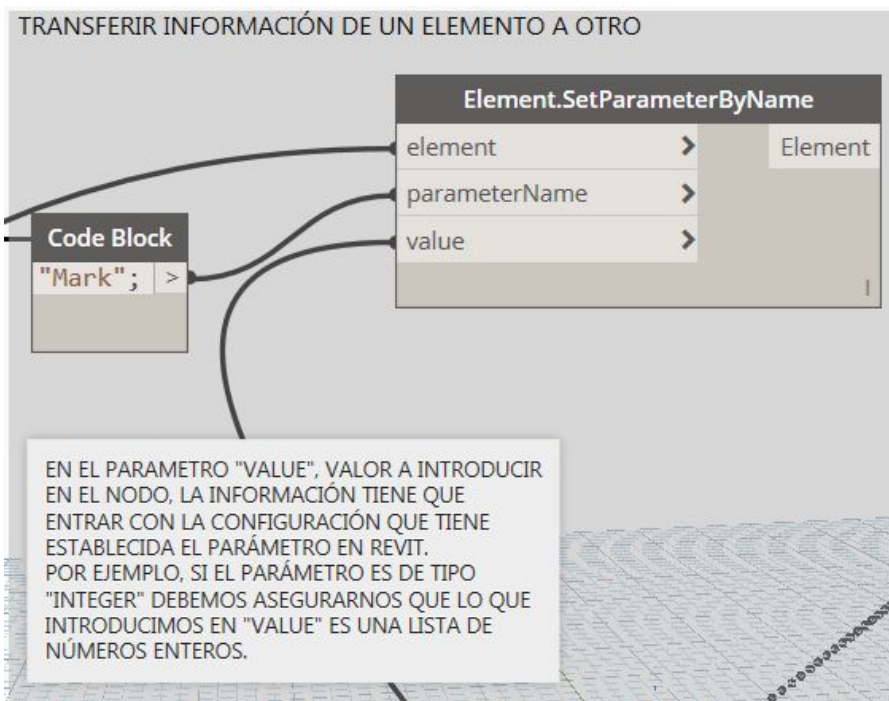 TRANSFERIR INFORMACIÓN DE UN ELEMENTO A OTRO
Element.SetParameterByName
element > Element
parameterName >
value >
Code Block
"Mark"; >
EN EL PARAMETRO "VALUE", VALOR A INTRODUCIR
EN EL NODO, LA INFORMACIÓN TIENE QUE
ENTRAR CON LA CONFIGURACIÓN QUE TIENE
ESTABLECIDA EL PARÁMETRO EN REVIT.
POR EJEMPLO, SI EL PARÁMETRO ES DE TIPO
"INTEGER" DEBEMOS ASEGURARNOS QUE LO QUE
INTRODUCIMOS EN "VALUE" ES UNA LISTA DE
NÚMEROS ENTEROS.